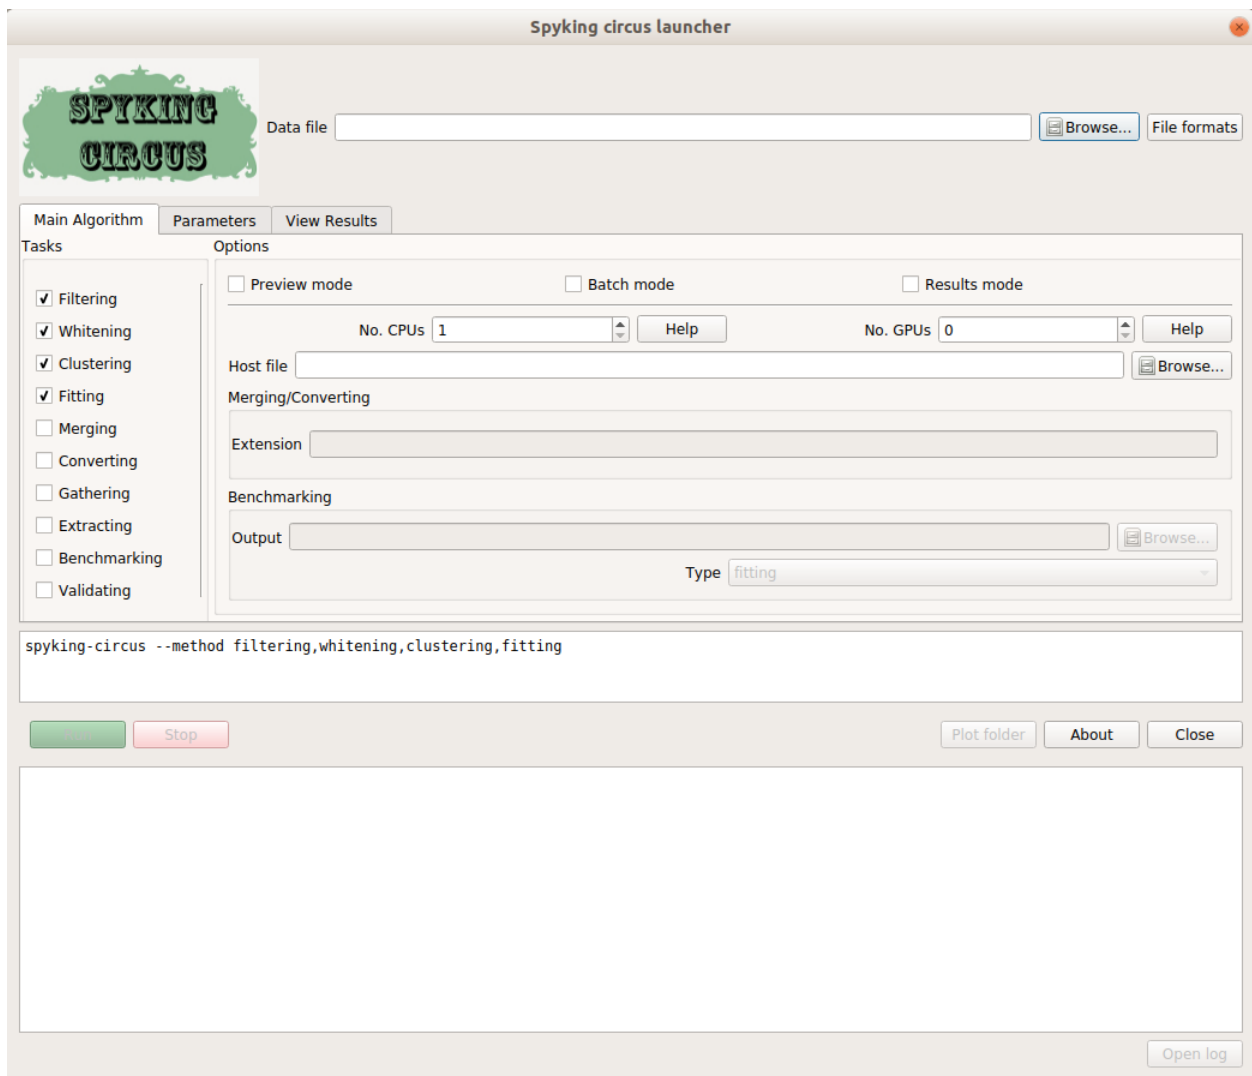 Spyking circus launcher
SPYKING
CIRCUS
Data file
Browse...
File formats
Main Algorithm
Parameters
View Results
Tasks
Options
Filtering
Whitening
Clustering
Fitting
Merging
Converting
Gathering
Extracting
Benchmarking
Validating
Preview mode
Batch mode
Results mode
No. CPUs 1
Help
No. GPUs 0
Help
Host file
Browse...
Merging/Converting
Extension
Benchmarking
Output
Browse...
Type fitting
spyking-circus --method filtering,whitening,clustering,fitting
Stop
Plot folder
About
Close
Open log